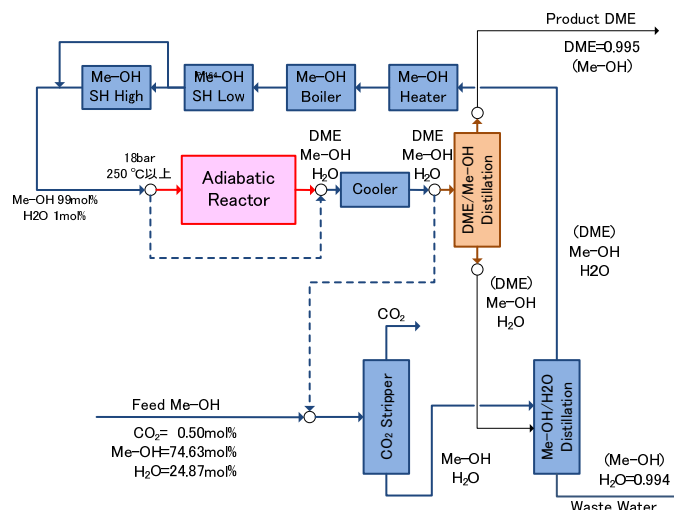 Product DME
DME=0.995
(Me-OH)
Me-OH
SH High
Me-OH
SH Low
Me-OH
Boiler
Me-OH
Heater
18bar
250 ℃以上
Adiabatic
Reactor
DME
Me-OH
H₂O
Cooler
DME
Me-OH
H₂O
DME/Me-OH
Distillation
Me-OH 99mol%
H2O 1mol%
(DME)
Me-OH
H2O
(DME)
Me-OH
H₂O
CO₂
Feed Me-OH
CO₂= 0.50mol%
Me-OH=74.63mol%
H₂O=24.87mol%
CO₂ Stripper
Me-OH
H₂O
Me-OH/H2O
Distillation
(Me-OH)
H₂O=0.994
Waste Water